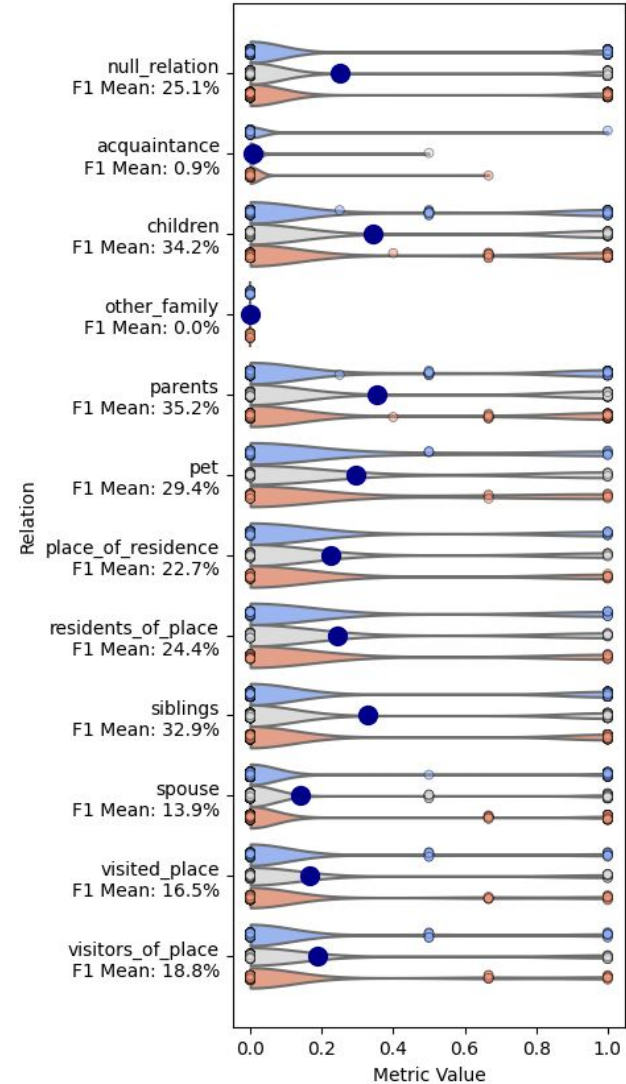 null_relation
F1 Mean: 25.1%
acquaintance
F1 Mean: 0.9%
children
F1 Mean: 34.2%
other_family
F1 Mean: 0.0%
parents
F1 Mean: 35.2%
pet
F1 Mean: 29.4%
place_of_residence
F1 Mean: 22.7%
residents_of_place
F1 Mean: 24.4%
siblings
F1 Mean: 32.9%
spouse
F1 Mean: 13.9%
visited_place
F1 Mean: 16.5%
visitors_of_place
F1 Mean: 18.8%
Relation
0.0 0.2 0.4 0.6 0.8 1.0
Metric Value